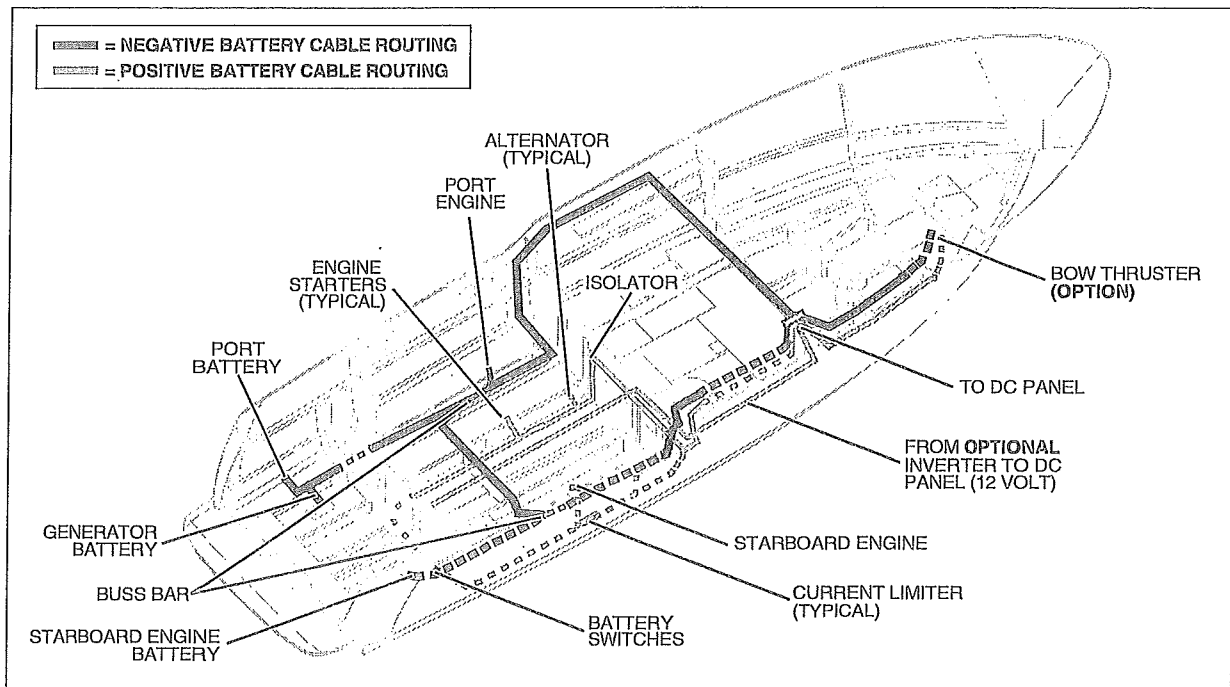 = NEGATIVE BATTERY CABLE ROUTING
= POSITIVE BATTERY CABLE ROUTING
ALTERNATOR
(TYPICAL)
PORT
ENGINE
ENGINE
STARTERS
(TYPICAL)
ISOLATOR
BOW THRUSTER
(OPTION)
PORT
BATTERY
TO DC PANEL
FROM OPTIONAL
INVERTER TO DC
PANEL (12 VOLT)
GENERATOR
BATTERY
STARBOARD ENGINE
BUSS BAR
CURRENT LIMITER
(TYPICAL)
STARBOARD ENGINE
BATTERY
BATTERY
SWITCHES